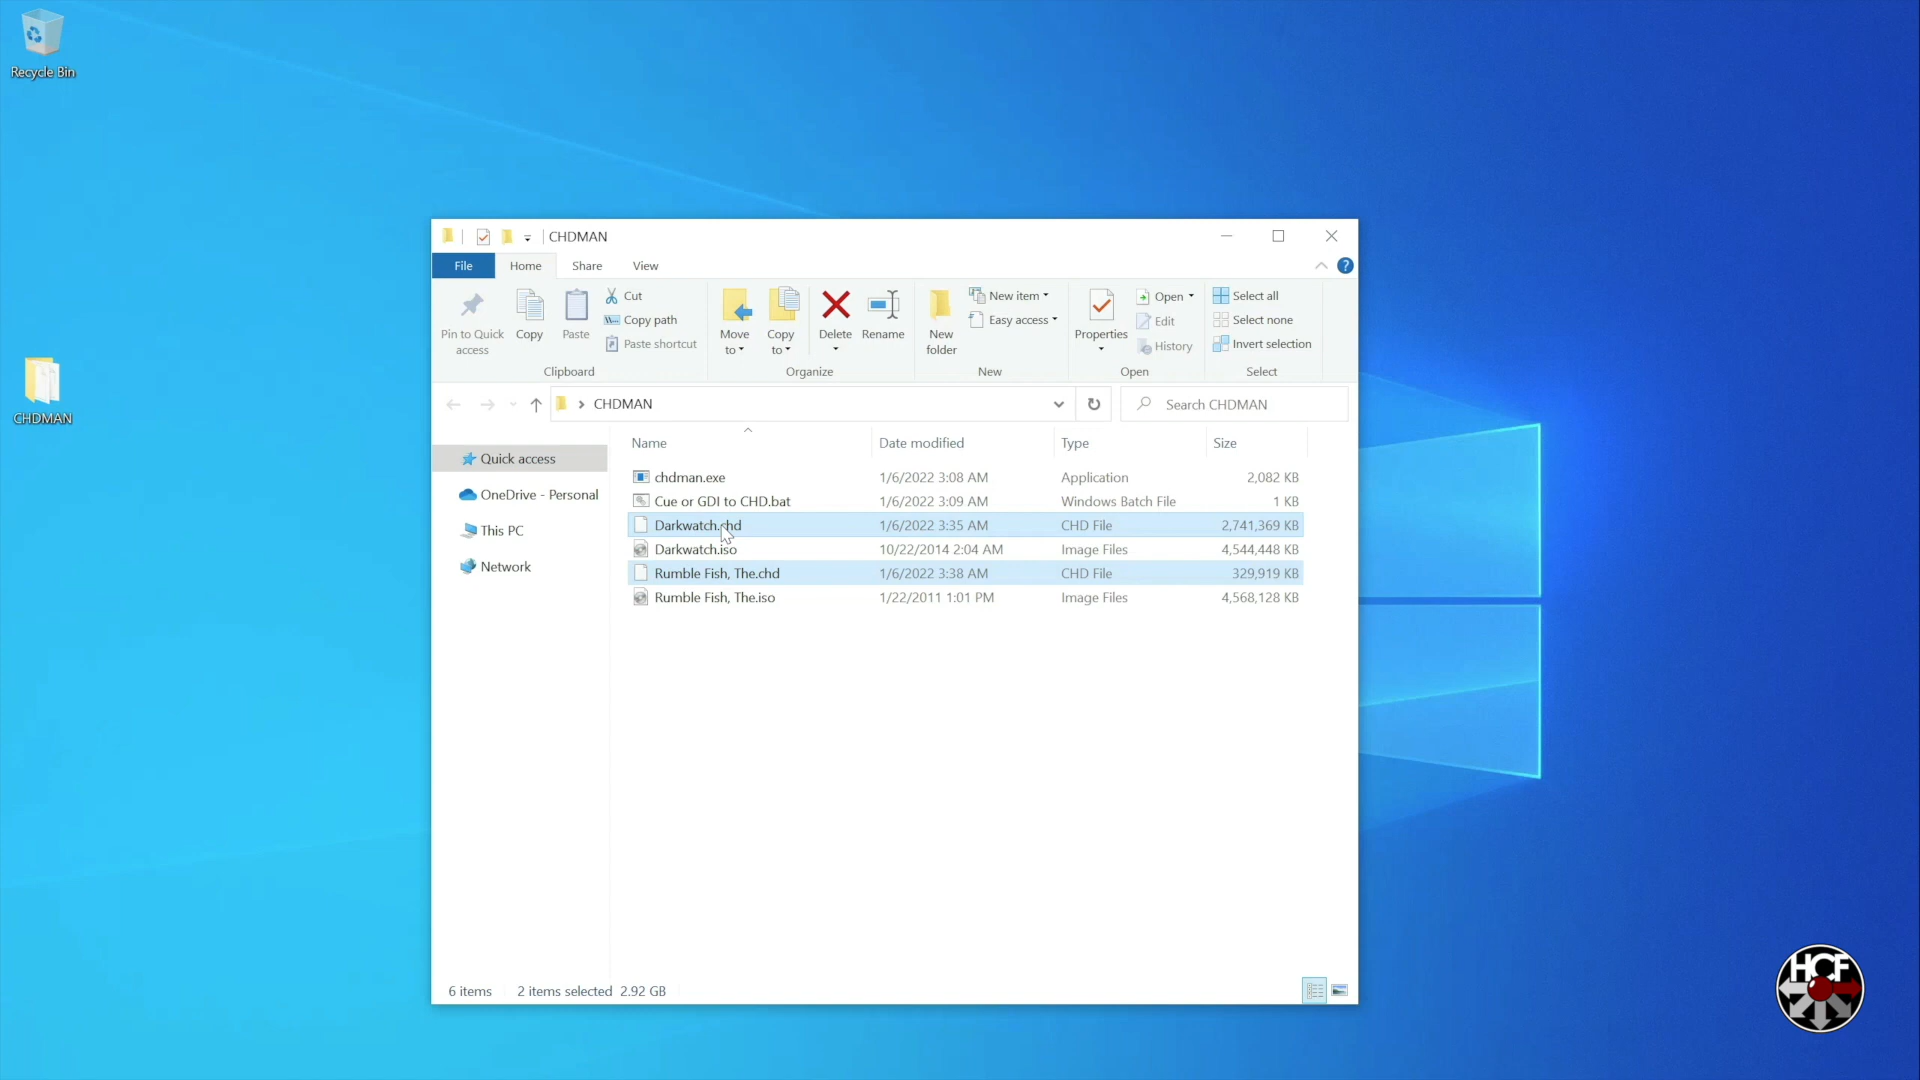 Recycle Bin
CHDMAN
CHDMAN
File Home Share View
Pin to Quick access
Copy
Paste
Cut
Copy path
Paste shortcut
Clipboard
Move to
Copy to
Delete
Rename
Organize
New folder
New item
Easy access
New
Properties
Open
Edit
History
Open
Select all
Select none
Invert selection
Select
CHDMAN
Search CHDMAN
Quick access
OneDrive - Personal
This PC
Network
Name Date modified Type Size
chdman.exe 1/6/2022 3:08 AM Application 2,082 KB
Cue or GDI to CHD.bat 1/6/2022 3:09 AM Windows Batch File 1 KB
Darkwatch.chd 1/6/2022 3:35 AM CHD File 2,741,369 KB
Darkwatch.iso 10/22/2014 2:04 AM Image Files 4,544,448 KB
Rumble Fish, The.chd 1/6/2022 3:38 AM CHD File 329,919 KB
Rumble Fish, The.iso 1/22/2011 1:01 PM Image Files 4,568,128 KB
6 items 2 items selected 2.92 GB
HCF